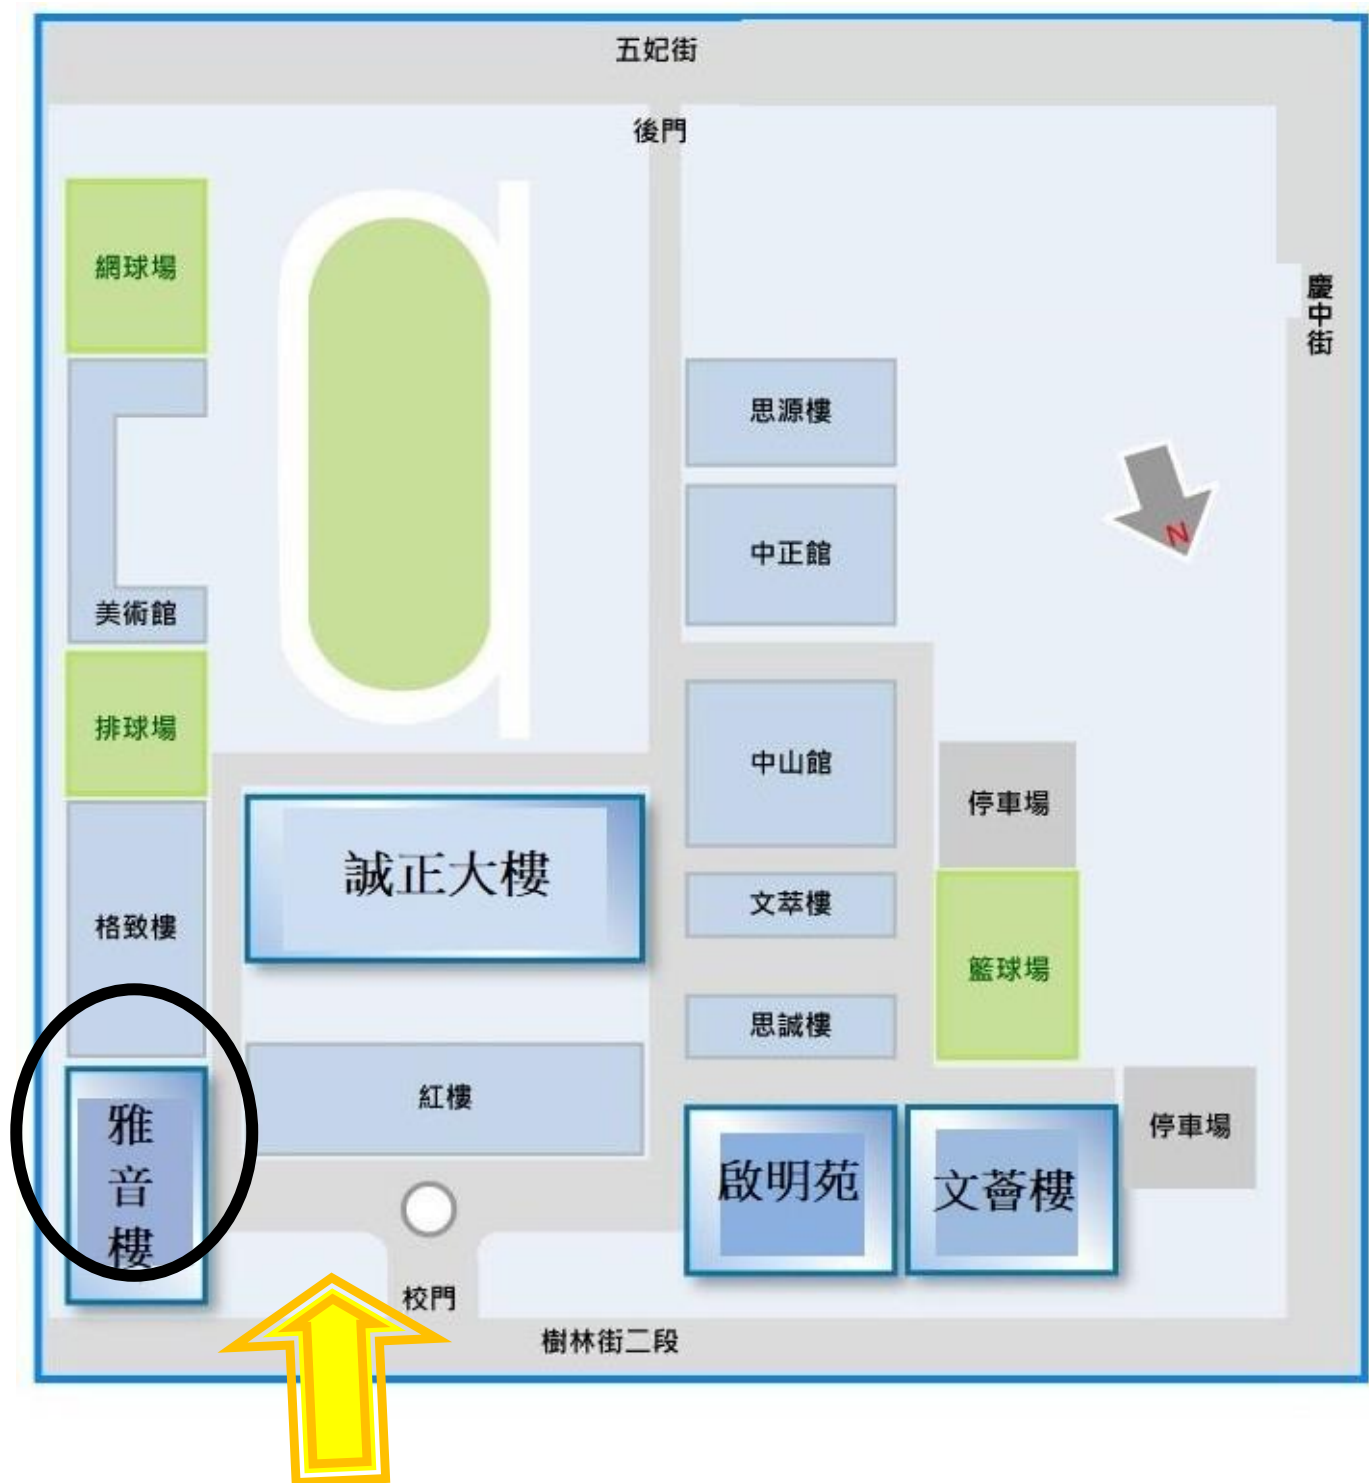 五妃街
後門
網球場
慶中街
思源樓
中正館
N
美術館
排球場
中山館
停車場
誠正大樓
文萃樓
格致樓
籃球場
思誠樓
紅樓
雅音樓
停車場
啟明苑
文薈樓
校門
樹林街二段